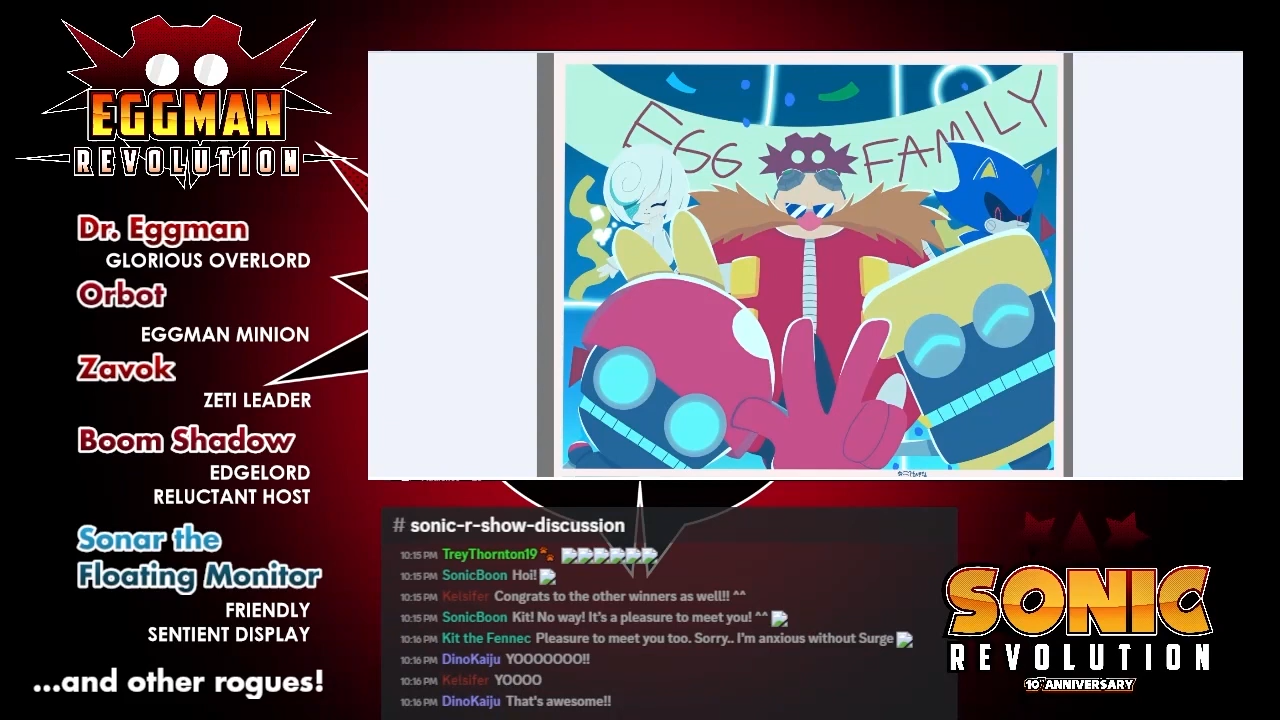 EGGMAN
REVOLUTION
Dr. Eggman
GLORIOUS OVERLORD
Orbot
EGGMAN MINION
Zavok
ZETI LEADER
Boom Shadow
EDGELORD
RELUCTANT HOST
Sonar the
Floating Monitor
FRIENDLY
SENTIENT DISPLAY
...and other rogues!
EGG FAMILY
# sonic-r-show-discussion
10:15 PM TreyThornton19
10:15 PM SonicBoon Hoi!
10:15 PM Kelsifer Congrats to the other winners as well!! ^^
10:15 PM SonicBoon Kit! No way! It's a pleasure to meet you! ^^
10:16 PM Kit the Fennec Pleasure to meet you too. Sorry.. I'm anxious without Surge
10:16 PM DinoKaiju YOOOOOOO!!
10:16 PM Kelsifer YOOOO
10:16 PM DinoKaiju That's awesome!!
SONIC
REVOLUTION
10TH ANNIVERSARY